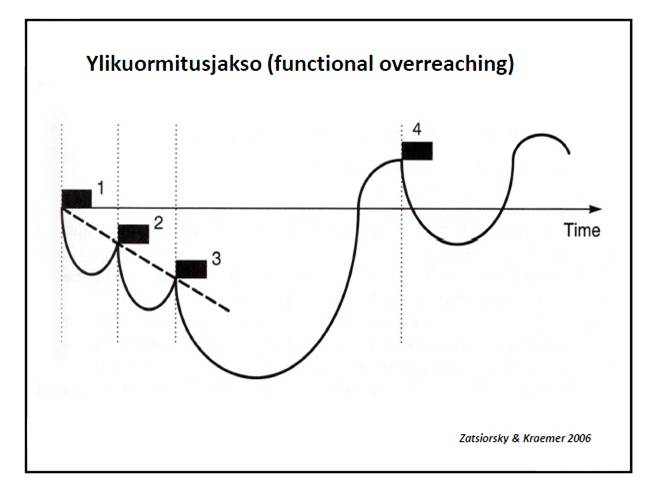 Ylikuormitusjakso (functional overreaching)
4
1
2
3
Time
Zatsiorsky & Kraemer 2006